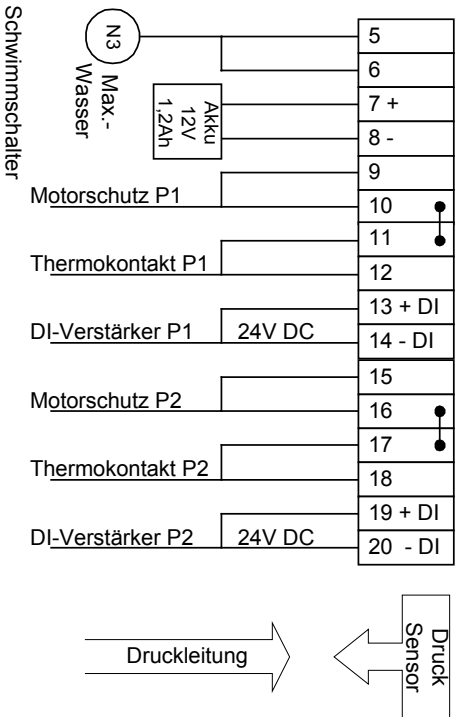 Schwimmschalter
N3
Max.-
Wasser
Akku
12V
1,2Ah
5
6
7 +
8 -
9
Motorschutz P1
10
11
Thermokontakt P1
12
13 + DI
DI-Verstärker P1
24V DC
14 - DI
15
Motorschutz P2
16
17
Thermokontakt P2
18
19 + DI
DI-Verstärker P2
24V DC
20 - DI
Druckleitung
Druck
Sensor